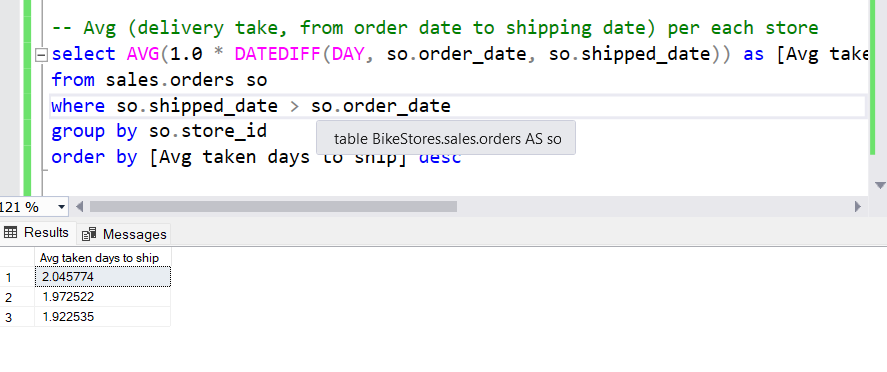 -- Avg (delivery take, from order date to shipping date) per each store
select AVG(1.0 * DATEDIFF(DAY, so.order_date, so.shipped_date)) as [Avg take
from sales.orders so
where so.shipped_date > so.order_date
group by so.store_id
table BikeStores.sales.orders AS so
order by [Avg taken days to ship] desc
121 %
Results Messages
Avg taken days to ship
1 2.045774
2 1.972522
3 1.922535